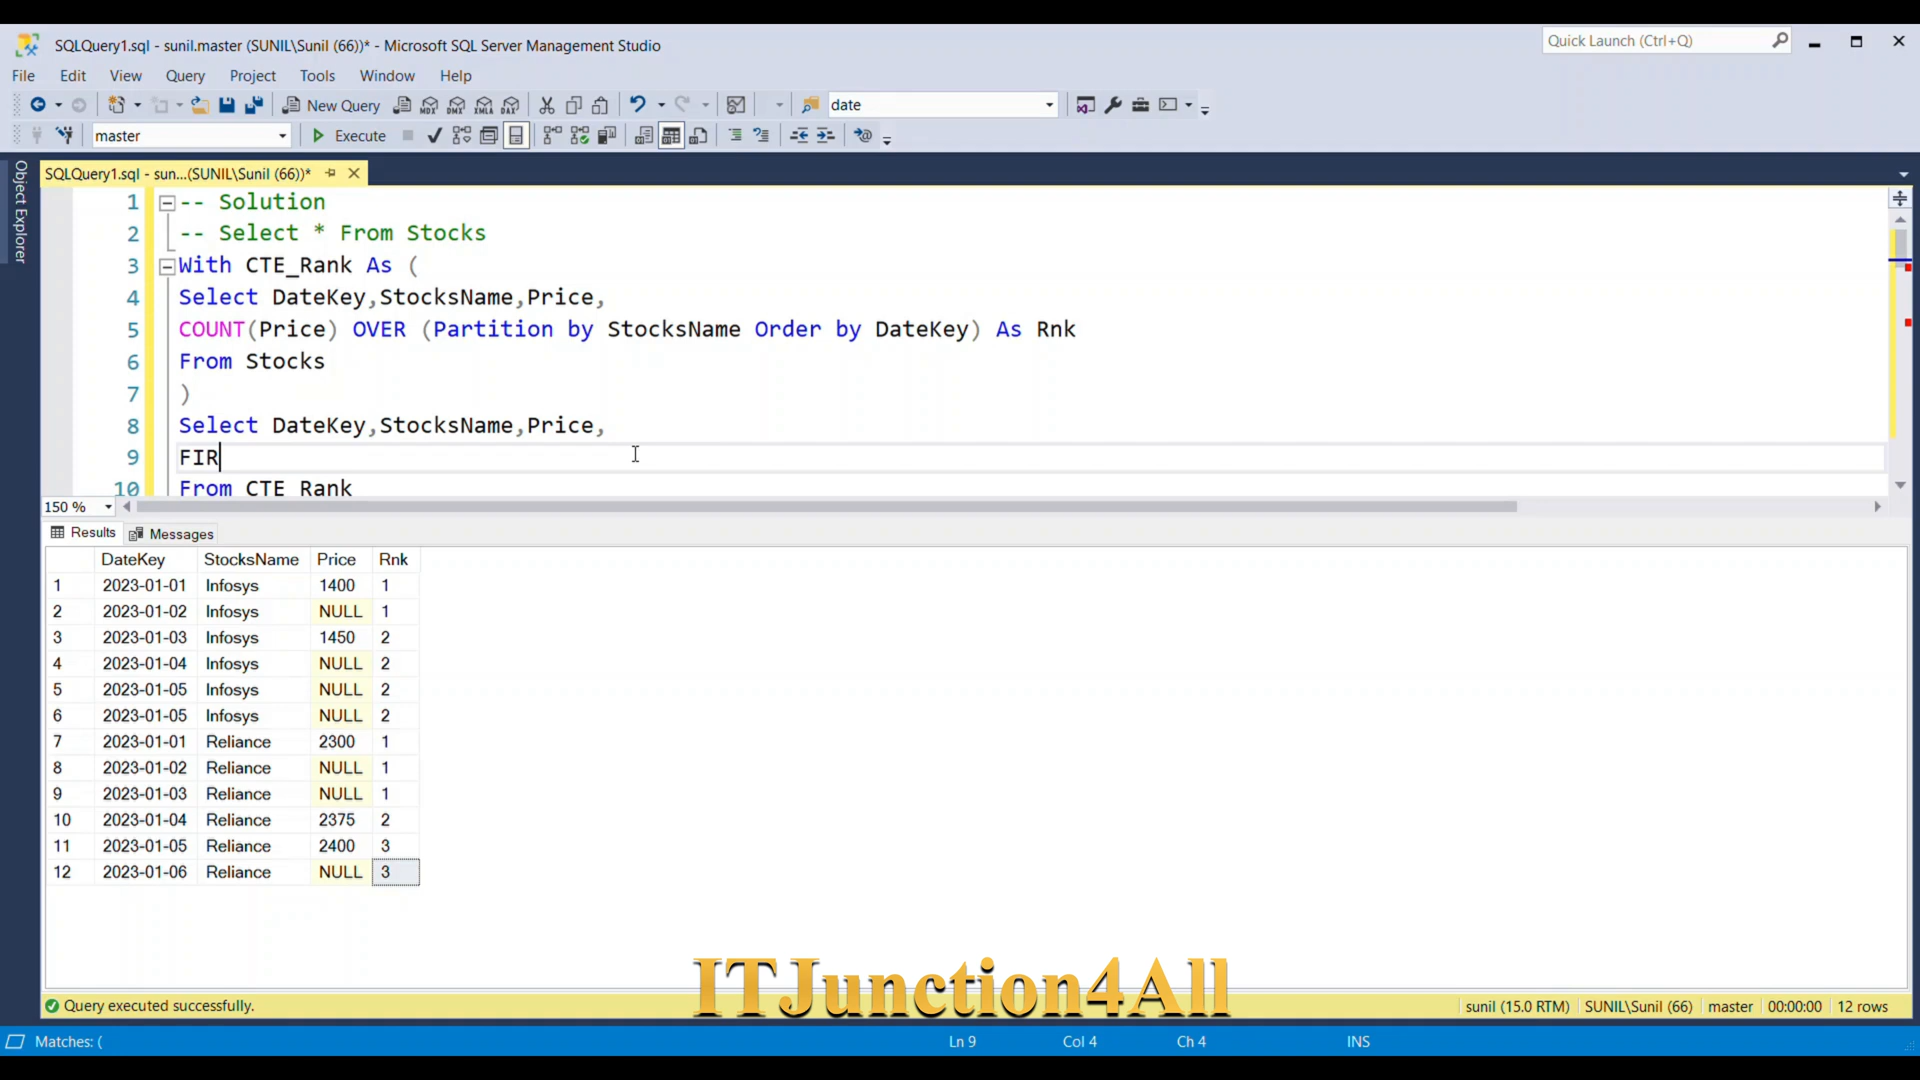 SQLQuery1.sql - sunil.master (SUNIL\Sunil (66))* - Microsoft SQL Server Management Studio
Quick Launch (Ctrl+Q)
File Edit View Query Project Tools Window Help
New Query MDX DMX XMLA DAX date
master Execute
Object Explorer
SQLQuery1.sql - sun...(SUNIL\Sunil (66))*
1 -- Solution
2 -- Select * From Stocks
3 With CTE_Rank As (
4 Select DateKey,StocksName,Price,
5 COUNT(Price) OVER (Partition by StocksName Order by DateKey) As Rnk
6 From Stocks
7 )
8 Select DateKey,StocksName,Price,
9 FIR
10 From CTE_Rank
150 %
Results Messages
DateKey StocksName Price Rnk
1 2023-01-01 Infosys 1400 1
2 2023-01-02 Infosys NULL 1
3 2023-01-03 Infosys 1450 2
4 2023-01-04 Infosys NULL 2
5 2023-01-05 Infosys NULL 2
6 2023-01-05 Infosys NULL 2
7 2023-01-01 Reliance 2300 1
8 2023-01-02 Reliance NULL 1
9 2023-01-03 Reliance NULL 1
10 2023-01-04 Reliance 2375 2
11 2023-01-05 Reliance 2400 3
12 2023-01-06 Reliance NULL 3
ITJunction4All
Query executed successfully. sunil (15.0 RTM) SUNIL\Sunil (66) master 00:00:00 12 rows
Matches: ( Ln 9 Col 4 Ch 4 INS